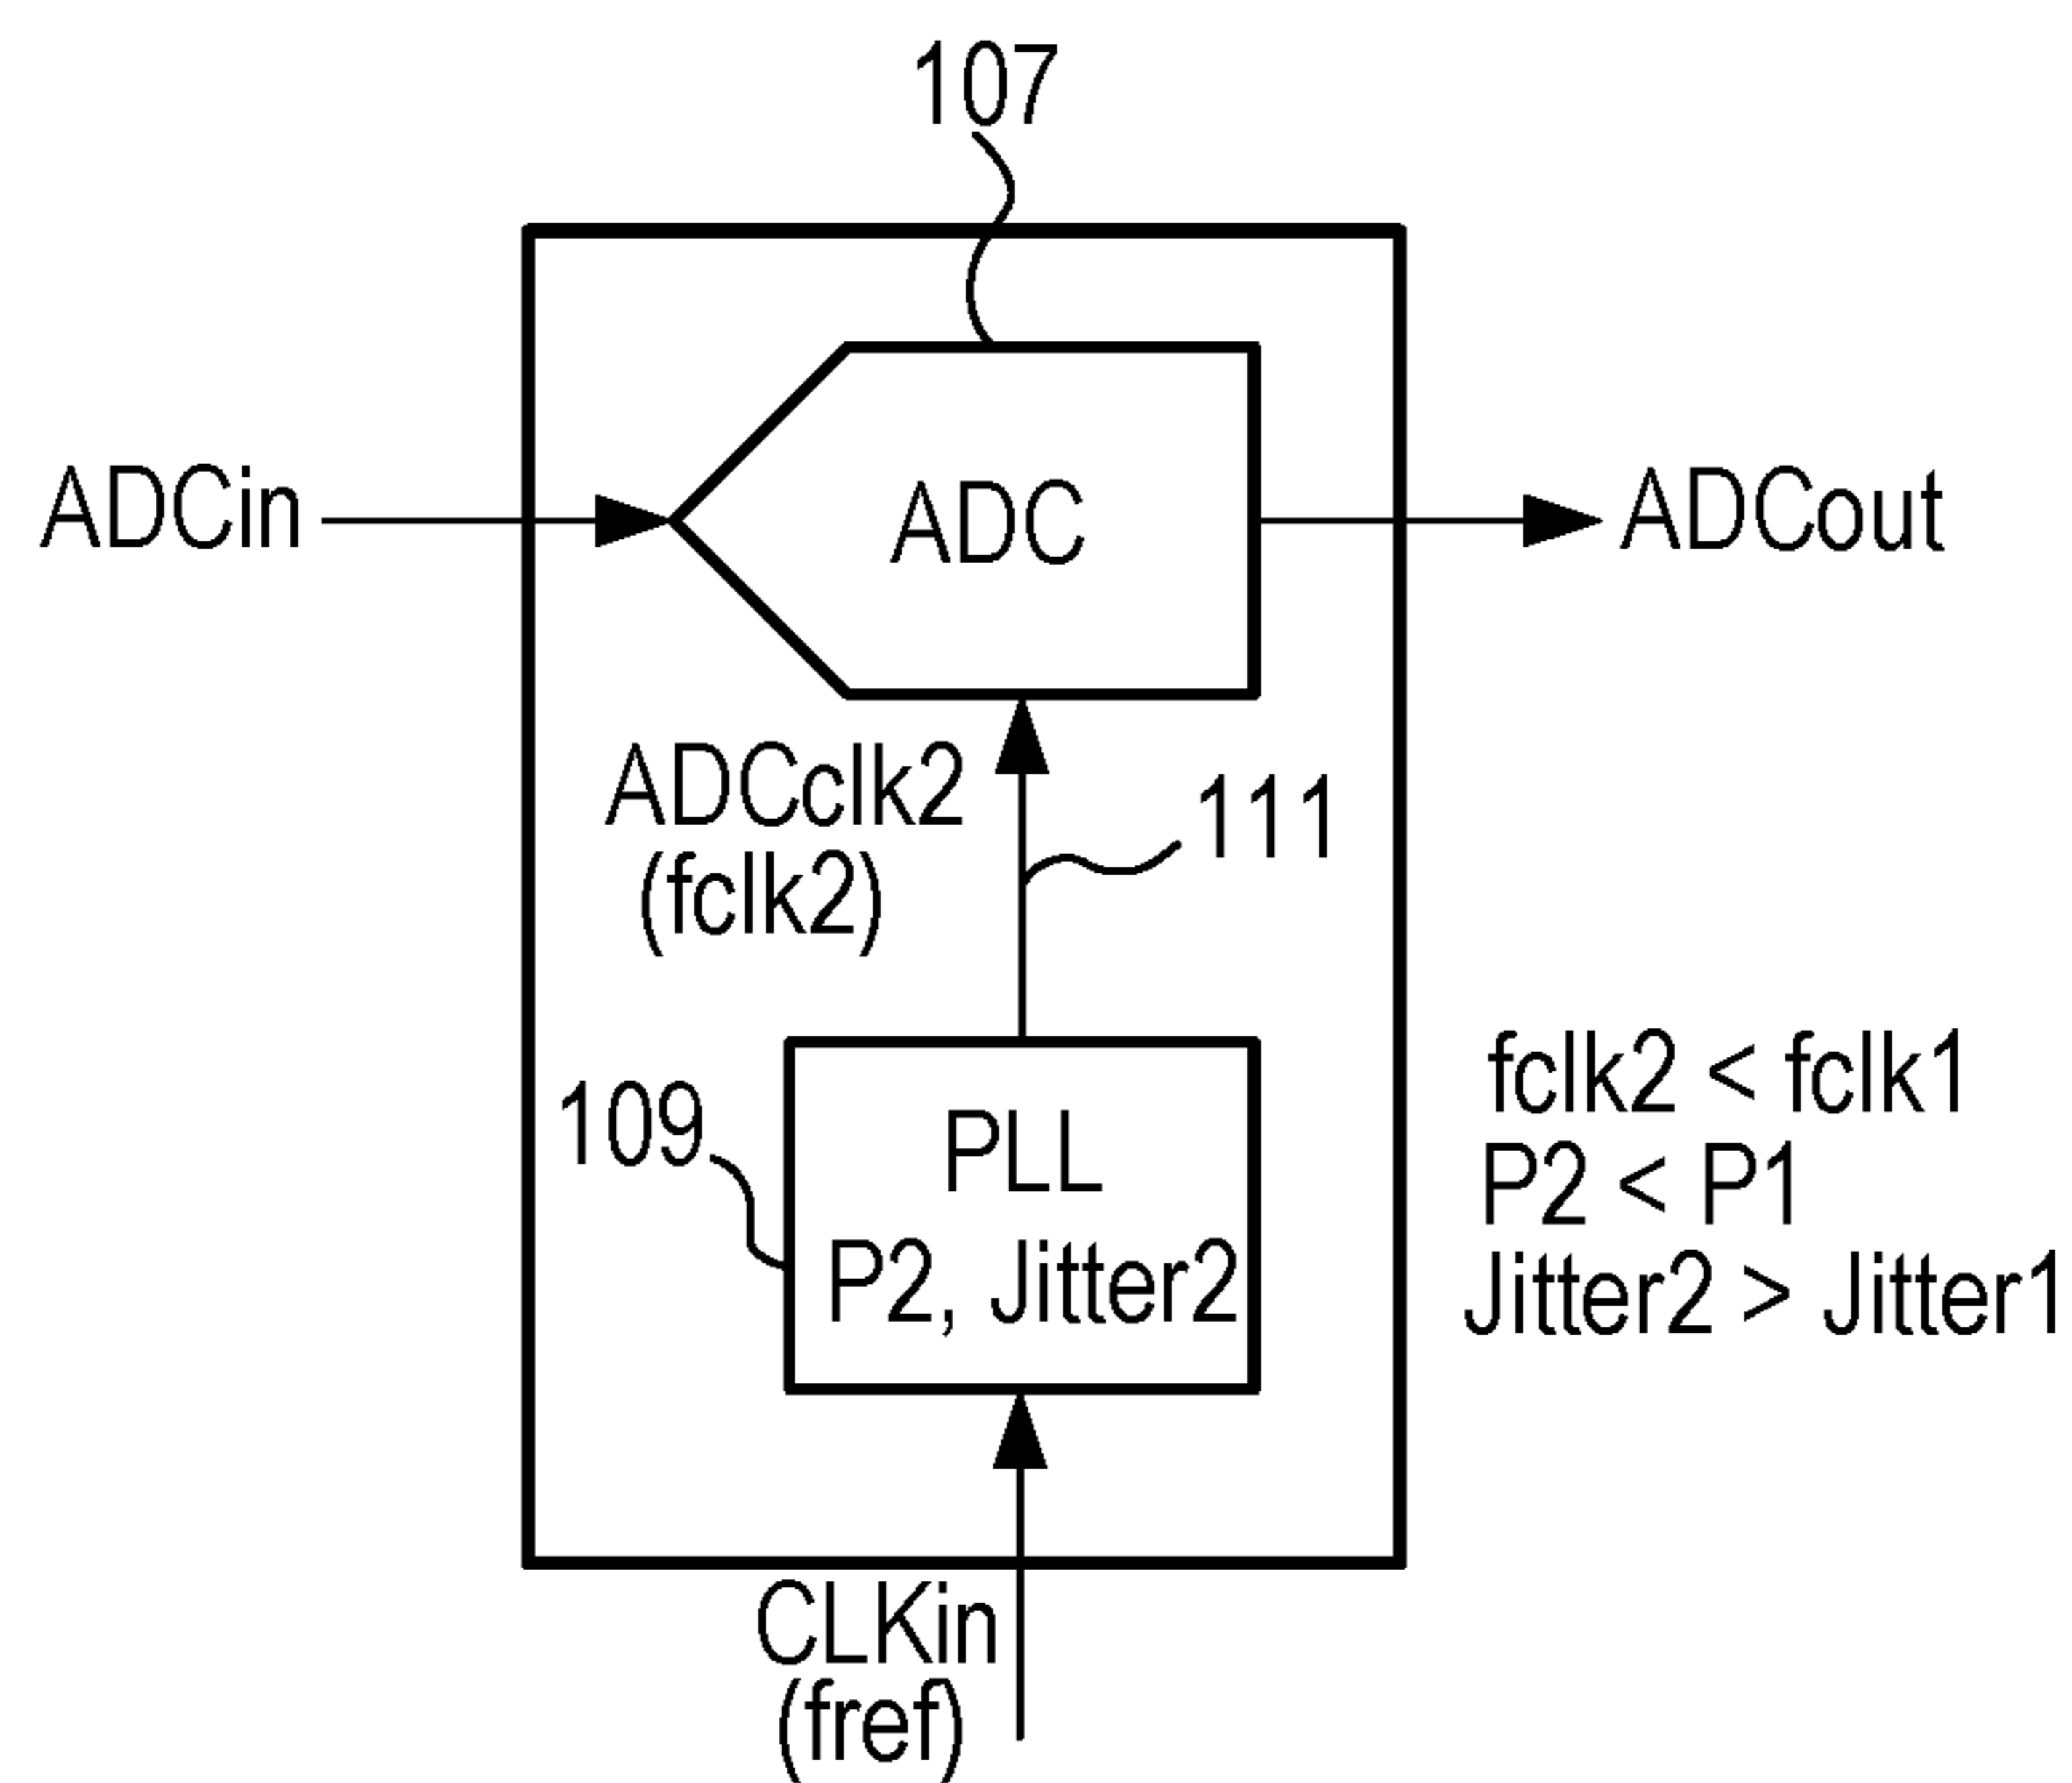 107
ADCin
ADC
ADCout
ADCclk2
(fclk2)
111
109
PLL
P2, Jitter2
fclk2 < fclk1
P2 < P1
Jitter2 > Jitter1
CLKin
(fref)